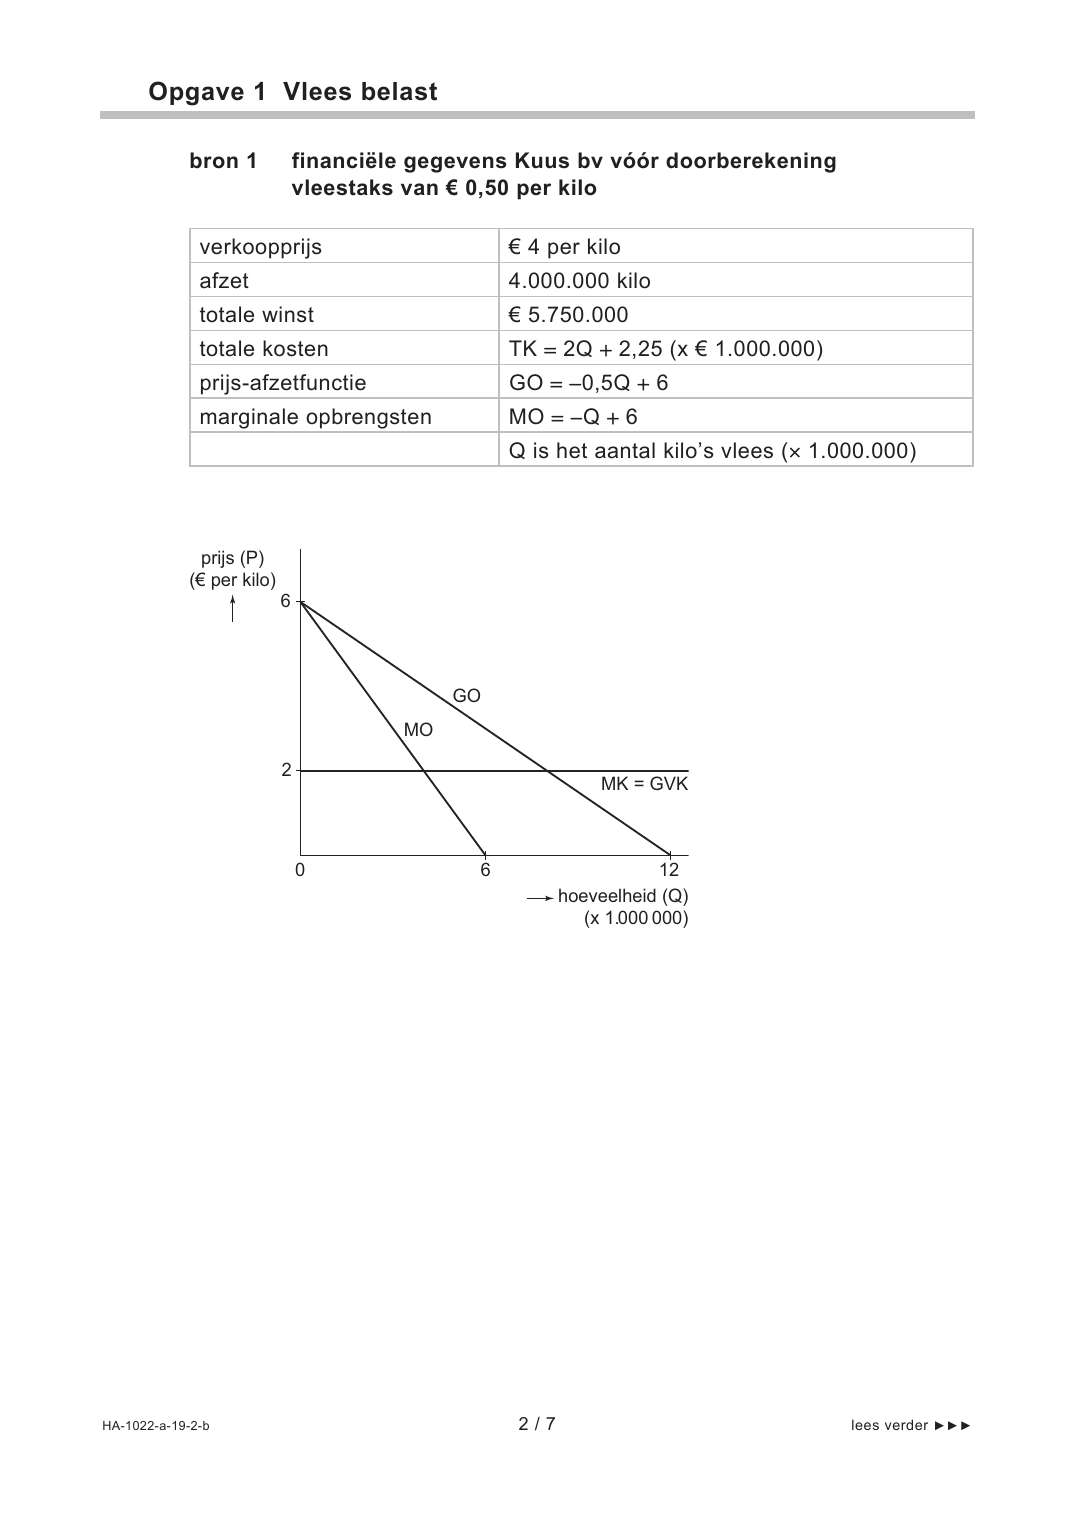 Opgave 1 Vlees belast
bron 1 financiële gegevens Kuus bv vóór doorberekening
vleestaks van € 0,50 per kilo
verkoopprijs € 4 per kilo
afzet 4.000.000 kilo
totale winst € 5.750.000
totale kosten TK = 2Q + 2,25 (x € 1.000.000)
prijs-afzetfunctie GO = –0,5Q + 6
marginale opbrengsten MO = –Q + 6
Q is het aantal kilo’s vlees (× 1.000.000)
prijs (P)
(€ per kilo)
6
GO
MO
2
MK = GVK
0 6 12
hoeveelheid (Q)
(x 1.000 000)
HA-1022-a-19-2-b 2 / 7 lees verder ►►►